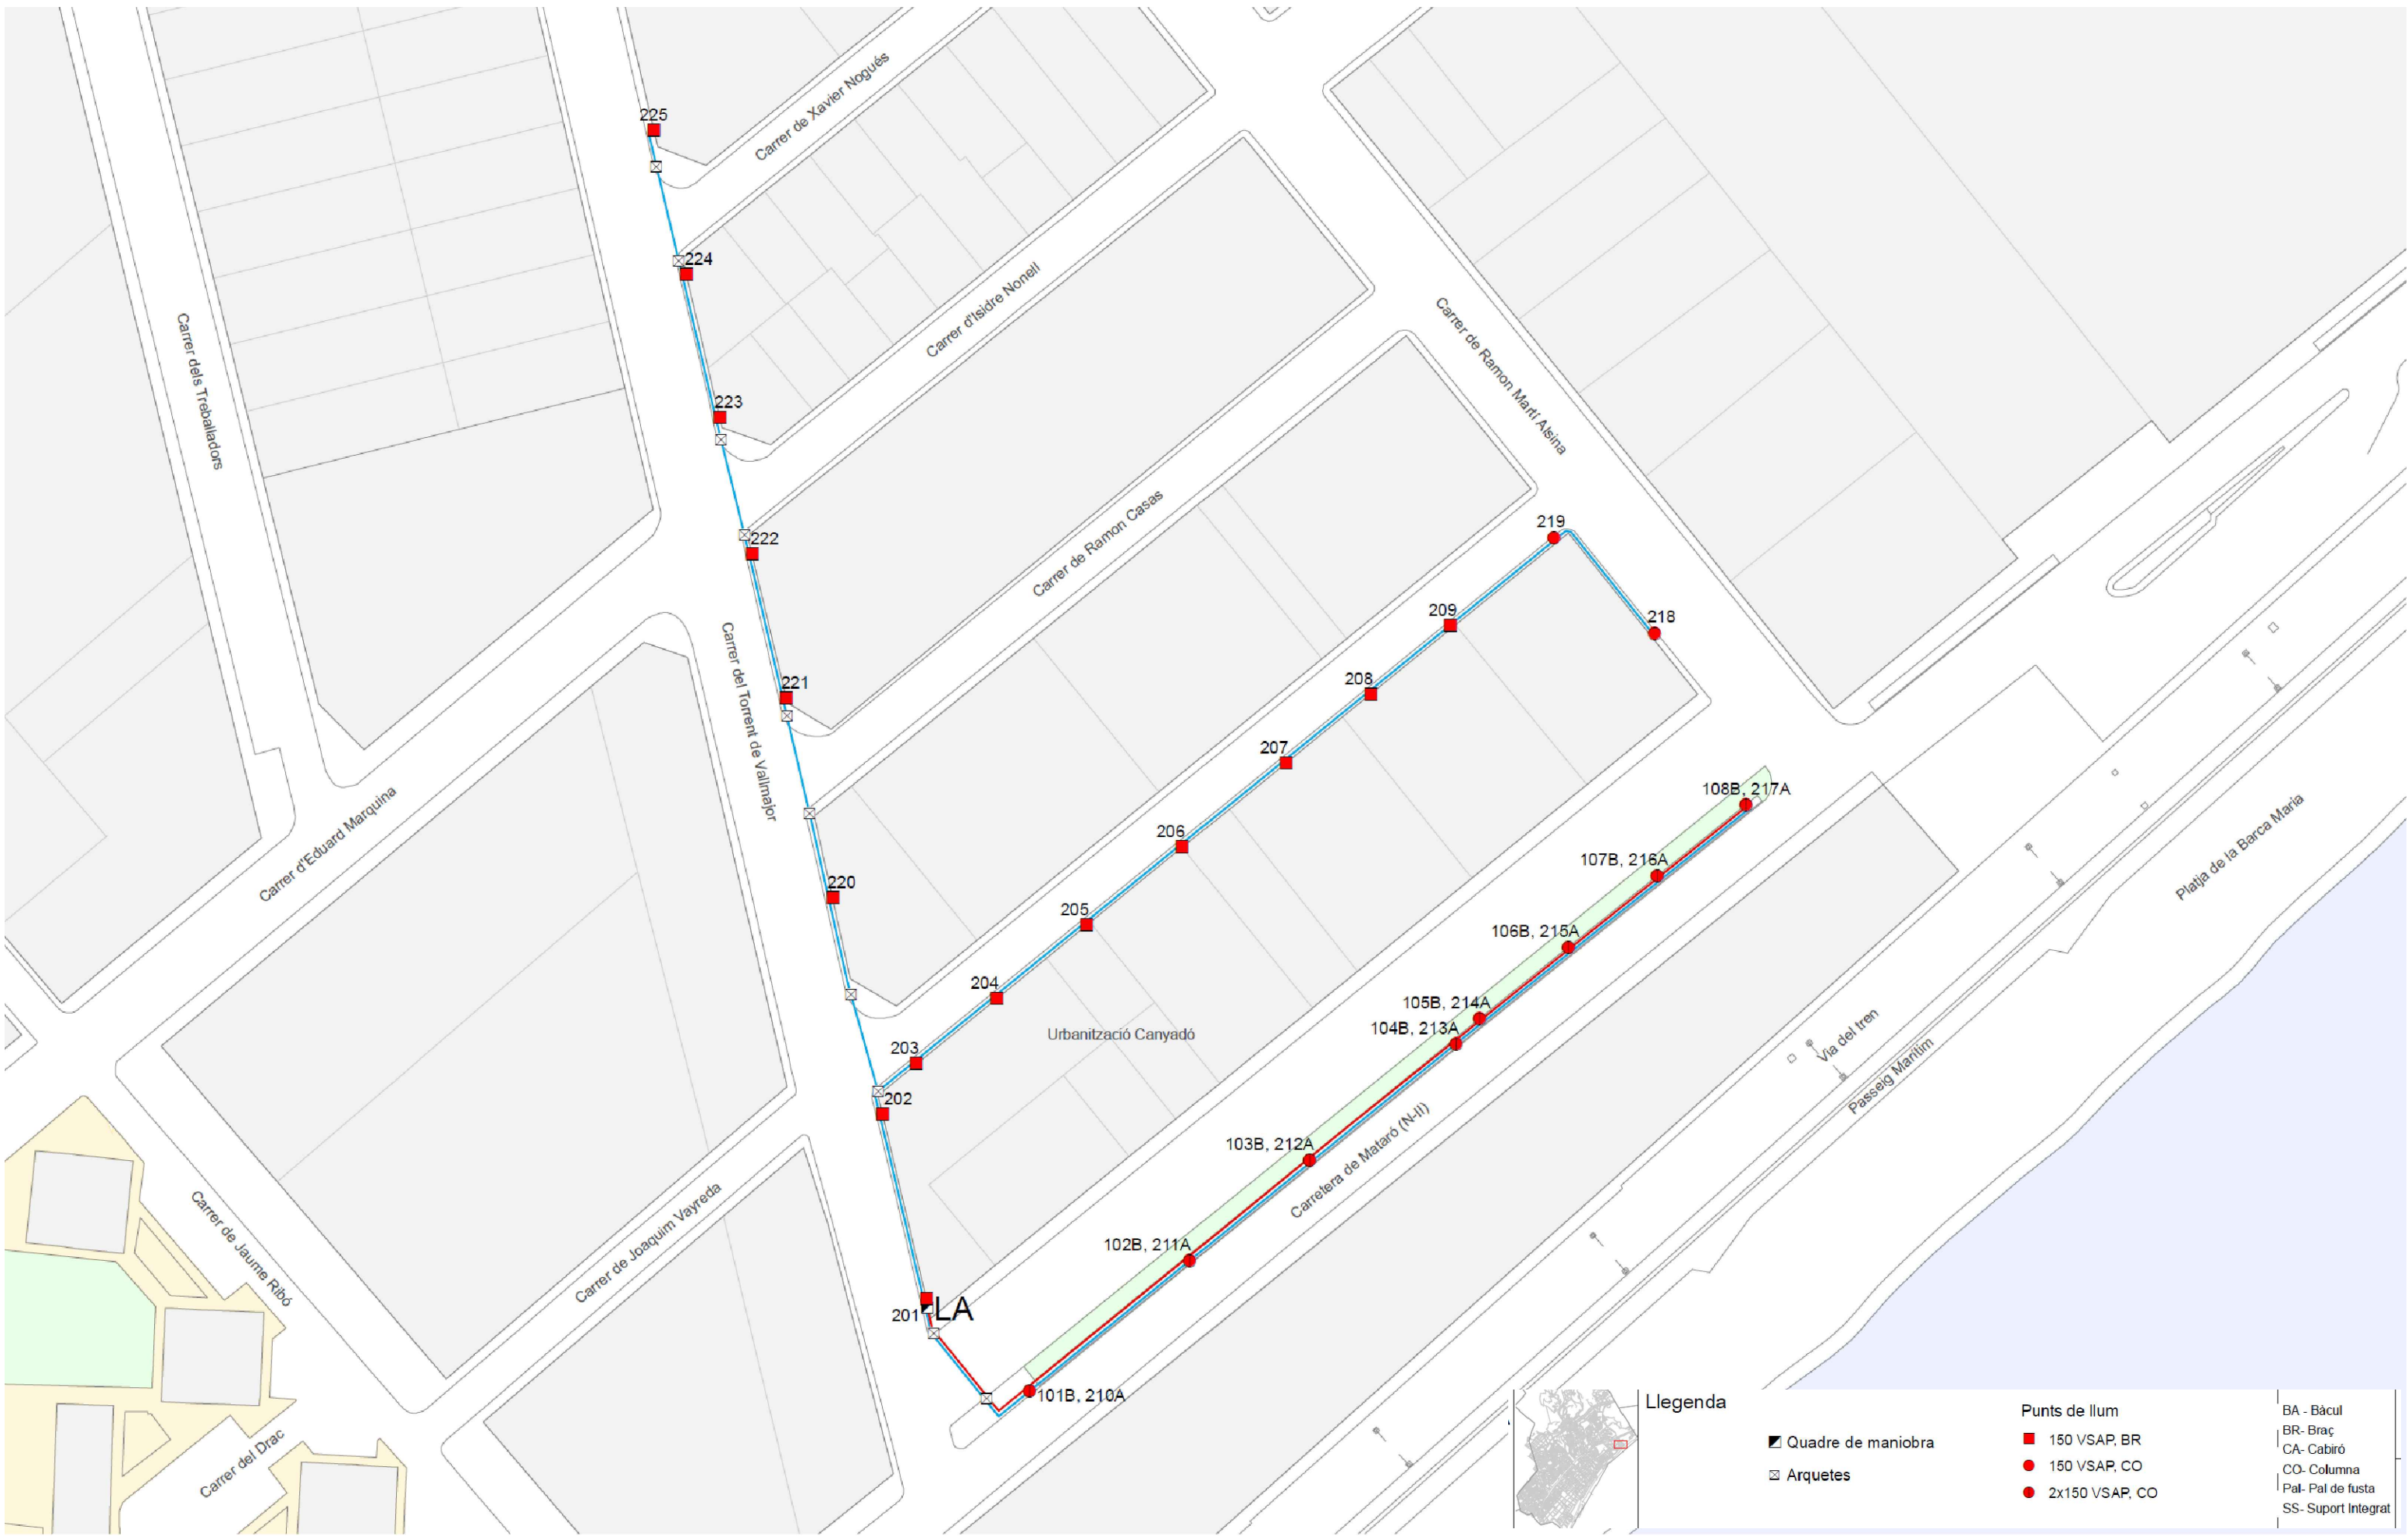 225
Carrer de Xavier Nogués
224
Carrer d'Isidre Nonell
Carrer de Ramon Martí Alsina
Carrer dels Treballadors
223
Carrer de Ramon Casas
222
219
218
209
Carrer del Torrent de Vallmajor
221
208
207
108B, 217A
Carrer d'Eduard Marquina
206
107B, 216A
Platja de la Barca Maria
220
205
106B, 215A
204
105B, 214A
104B, 213A
Urbanització Canyadó
203
Via del tren
Passeig Marítim
202
103B, 212A
Carretera de Mataró (N-II)
102B, 211A
Carrer de Jaume Ribó
Carrer de Joaquim Vayreda
201
LA
101B, 210A
Carrer del Drac
Llegenda
Quadre de maniobra
Arquetes
Punts de llum
150 VSAP, BR
150 VSAP, CO
2x150 VSAP, CO
BA - Bàcul
BR- Braç
CA- Cabiró
CO- Columna
Pal- Pal de fusta
SS- Suport Integrat